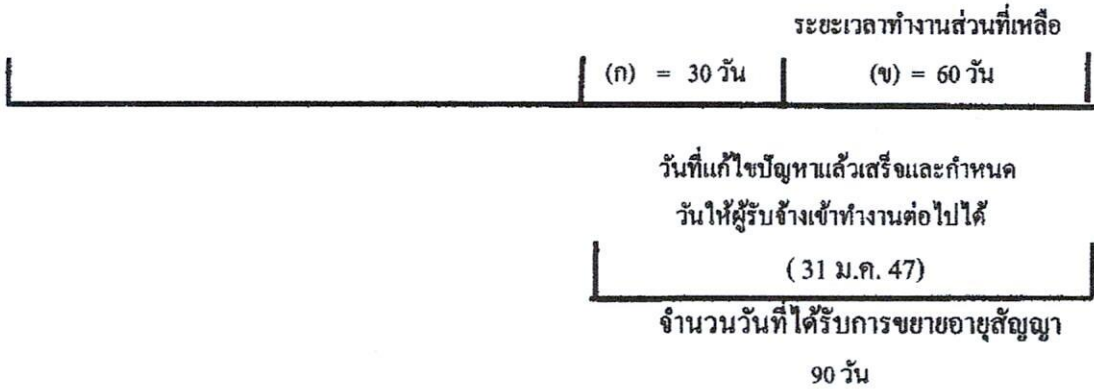 ระยะเวลาทำงานส่วนที่เหลือ
(ก) = 30 วัน (ข) = 60 วัน
วันที่แก้ไขปัญหาแล้วเสร็จและกำหนด
วันให้ผู้รับจ้างเข้าทำงานต่อไปได้
( 31 ม.ค. 47)
จำนวนวันที่ได้รับการขยายอายุสัญญา
90 วัน